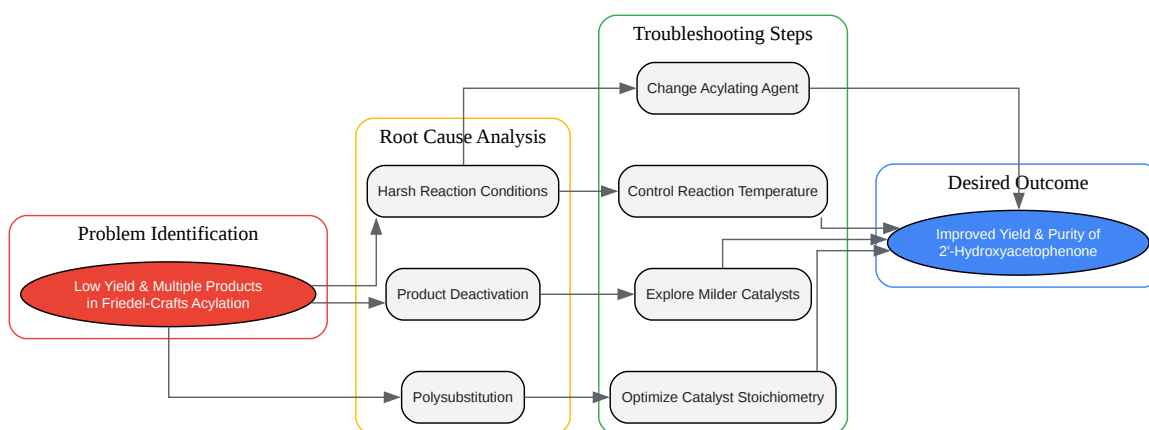 Troubleshooting Steps
Change Acylating Agent
Root Cause Analysis
Harsh Reaction Conditions
Control Reaction Temperature
Desired Outcome
Problem Identification
Improved Yield & Purity of
2'-Hydroxyacetophenone
Low Yield & Multiple Products
in Friedel-Crafts Acylation
Product Deactivation
Explore Milder Catalysts
Polysubstitution
Optimize Catalyst Stoichiometry